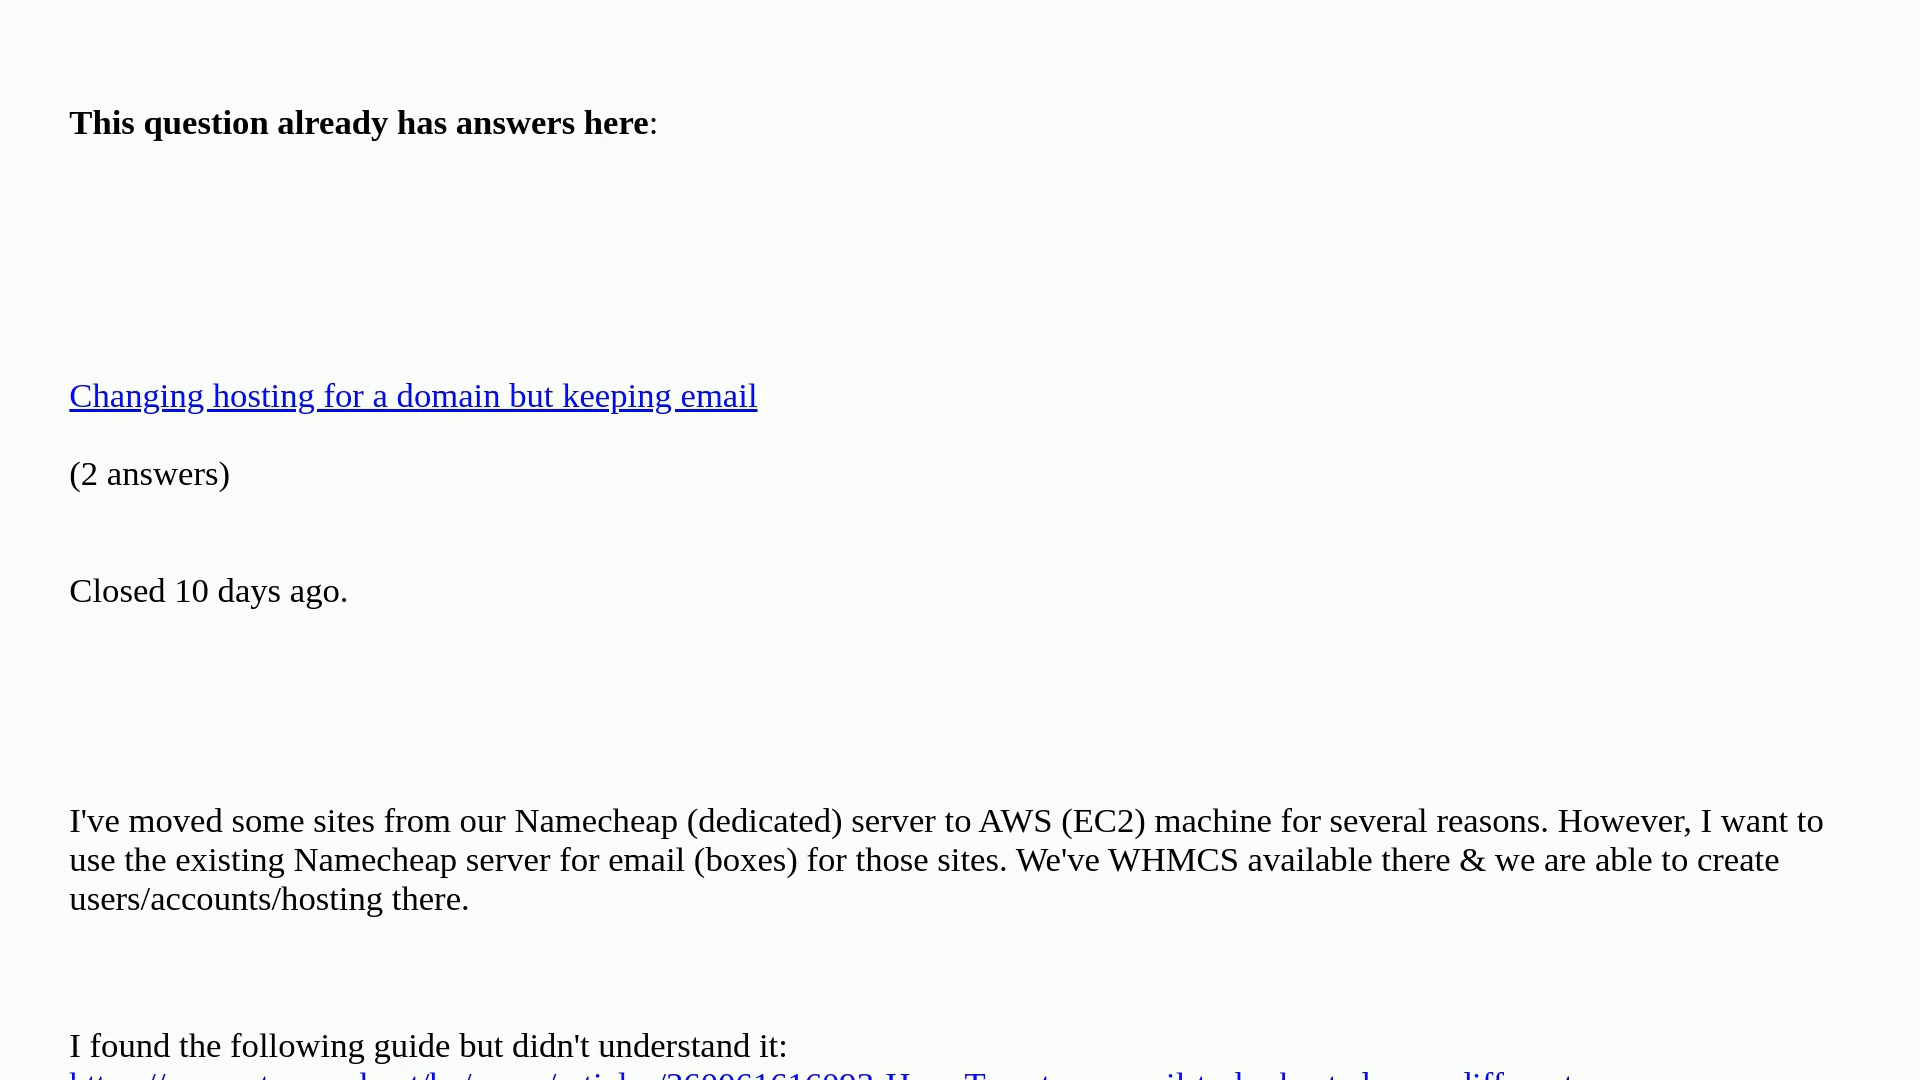 This question already has answers here:
Changing hosting for a domain but keeping email
(2 answers)
Closed 10 days ago.
I've moved some sites from our Namecheap (dedicated) server to AWS (EC2) machine for several reasons. However, I want to
use the existing Namecheap server for email (boxes) for those sites. We've WHMCS available there & we are able to create
users/accounts/hosting there.
I found the following guide but didn't understand it: